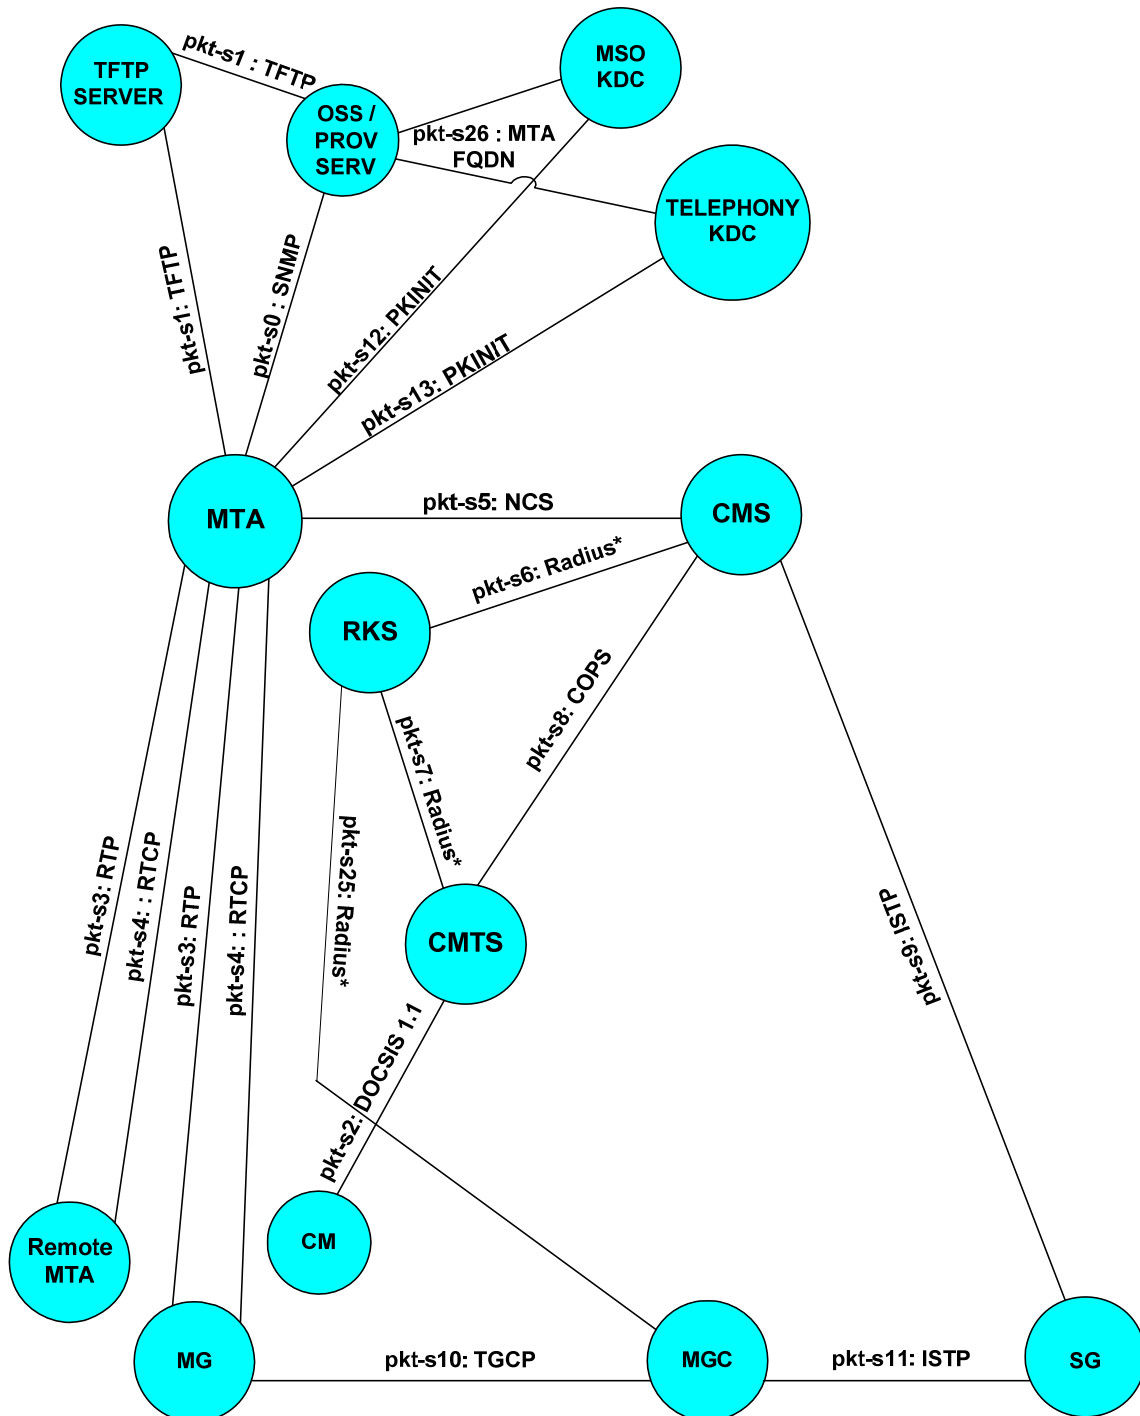 pkt-s1 : TFTP
TFTP
SERVER
MSO
KDC
OSS /
PROV
SERV
pkt-s26 : MTA
FQDN
TELEPHONY
KDC
pkt-s1: TFTP
pkt-s0 : SNMP
pkt-s12: PKINIT
pkt-s13: PKINIT
MTA
pkt-s5: NCS
CMS
pkt-s6: Radius*
RKS
pkt-s8: COPS
pkt-s7: Radius*
pkt-s25: Radius*
pkt-s3: RTP
pkt-s4: : RTCP
pkt-s3: RTP
pkt-s4: : RTCP
CMTS
pkt-s9: ISTP
pkt-s2: DOCSIS 1.1
Remote
MTA
CM
MG
pkt-s10: TGCP
MGC
pkt-s11: ISTP
SG